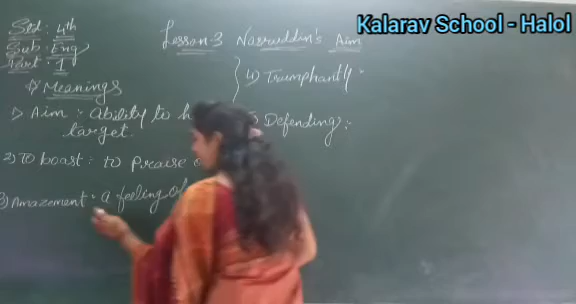 Kalarav School - Halol
Std: 4th
Sub: Eng
Part: 1
Lesson-3 Nasruddin's Aim
Meanings
1) Aim : Ability to h
target.
2) To boast : to praise o
3) Amazement : a feeling of
4) Triumphantly :
5) Defending :